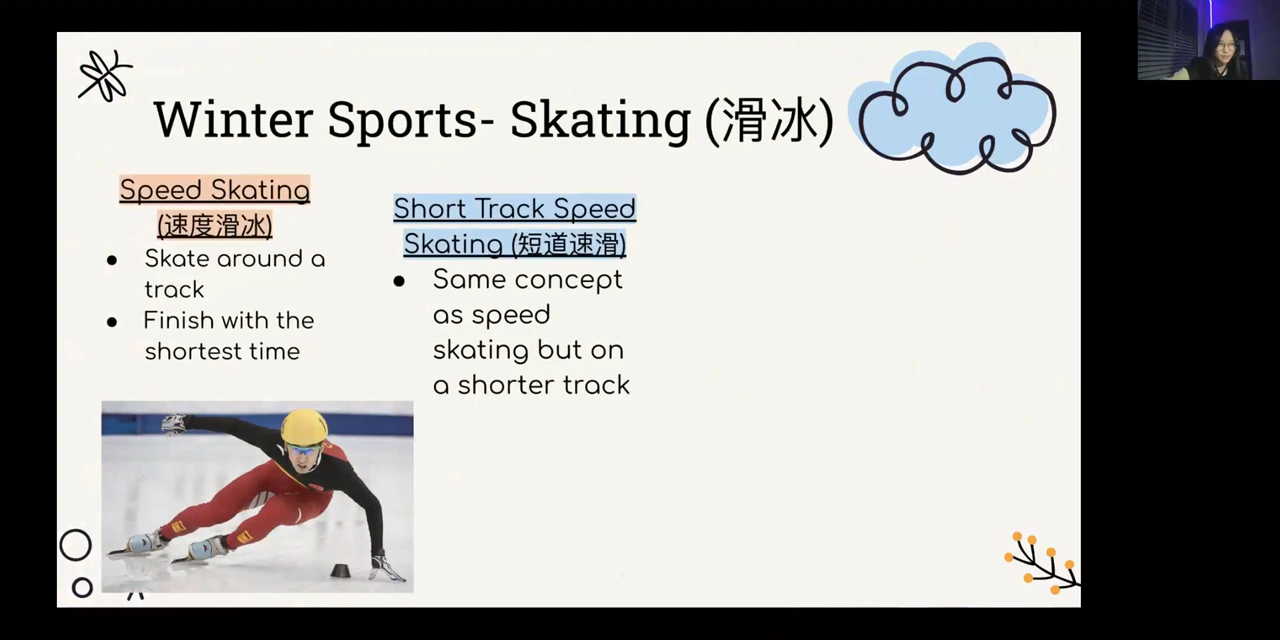 Winter Sports- Skating (滑冰)
Speed Skating
(速度滑冰)
● Skate around a
track
● Finish with the
shortest time
Short Track Speed
Skating (短道速滑)
● Same concept
as speed
skating but on
a shorter track